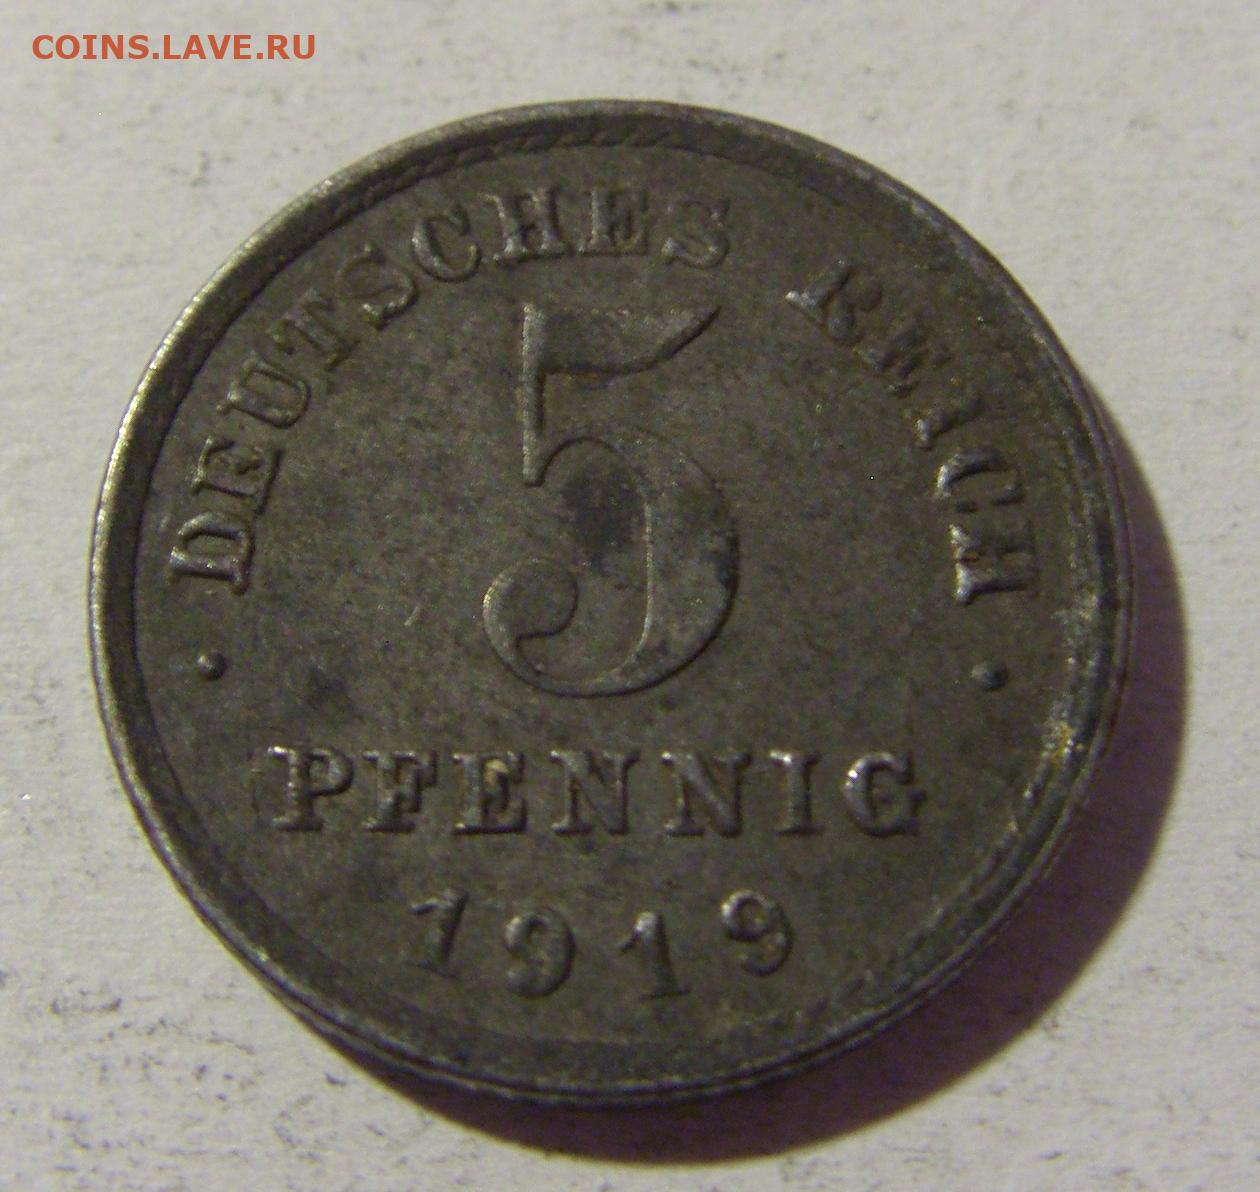 COINS.LAVE.RU
· DEUTSCHES REICH ·
5
PFENNIG
1919